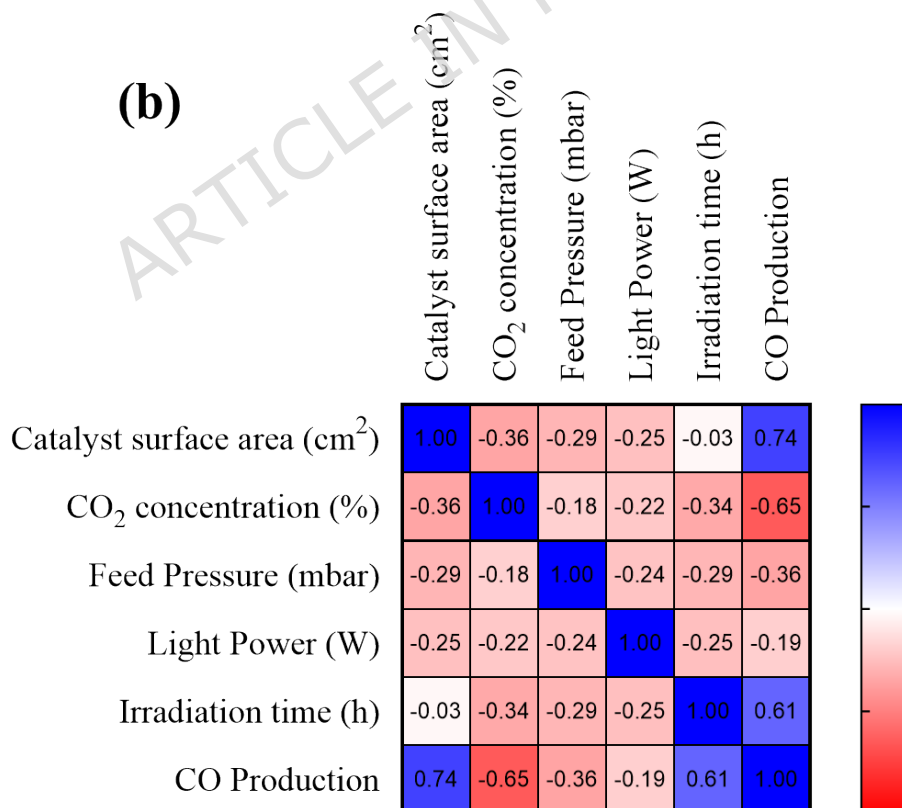 ARTICLE IN
(b)
Catalyst surface area (cm²)
CO₂ concentration (%)
Feed Pressure (mbar)
Light Power (W)
Irradiation time (h)
CO Production
Catalyst surface area (cm²) 1.00 -0.36 -0.29 -0.25 -0.03 0.74
CO₂ concentration (%) -0.36 1.00 -0.18 -0.22 -0.34 -0.65
Feed Pressure (mbar) -0.29 -0.18 1.00 -0.24 -0.29 -0.36
Light Power (W) -0.25 -0.22 -0.24 1.00 -0.25 -0.19
Irradiation time (h) -0.03 -0.34 -0.29 -0.25 1.00 0.61
CO Production 0.74 -0.65 -0.36 -0.19 0.61 1.00